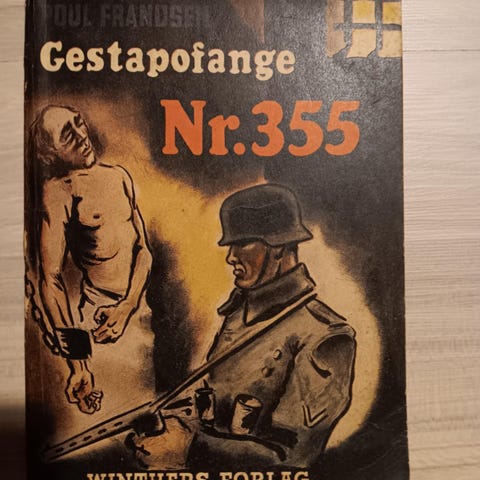 POUL FRANDSEN
Gestapofange
Nr.355
WINTHERS FORLAG